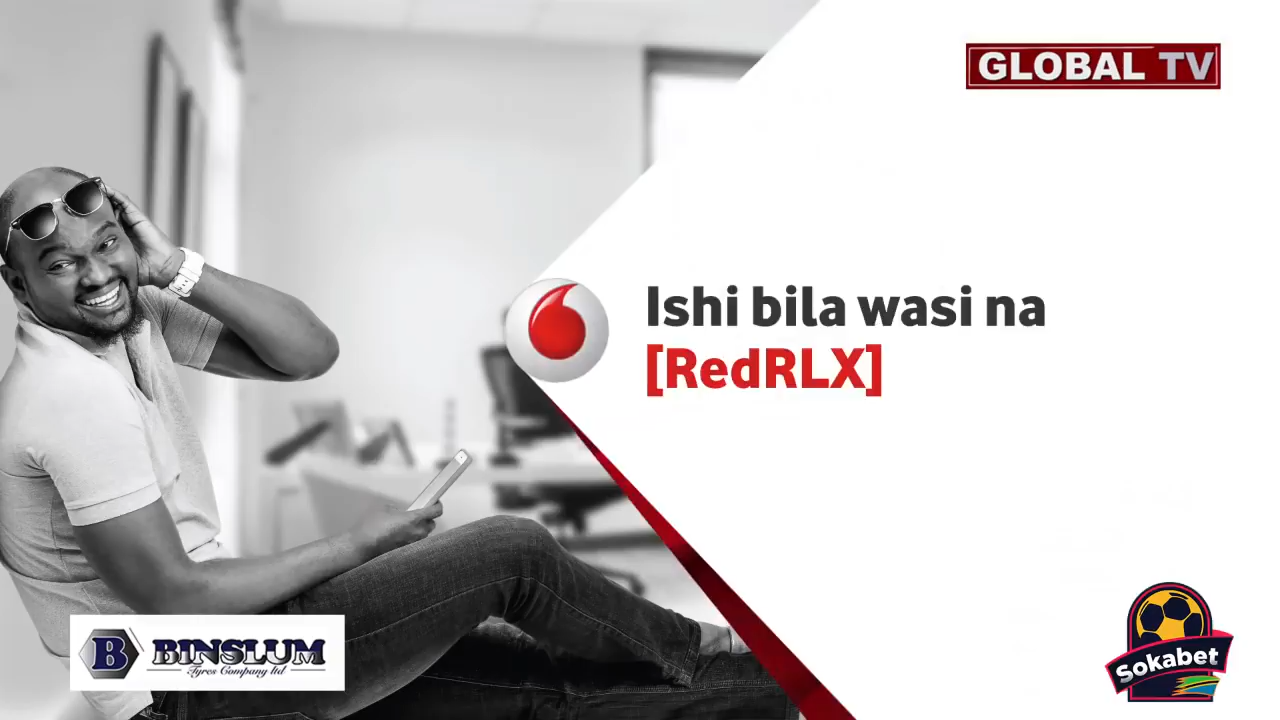 GLOBAL TV
Ishi bila wasi na
[RedRLX]
B BINSLUM
Tyres Company ltd
Sokabet